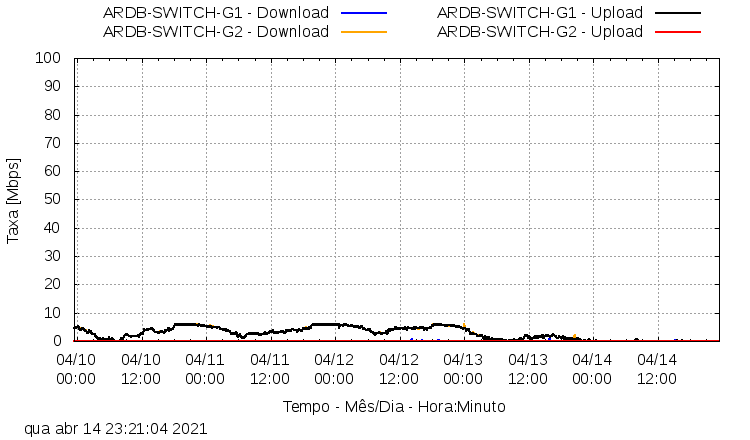 ARDB-SWITCH-G1 - Download
ARDB-SWITCH-G1 - Upload
ARDB-SWITCH-G2 - Download
ARDB-SWITCH-G2 - Upload
100
90
80
70
60
50
40
30
20
10
0
Taxa [Mbps]
04/10 04/10 04/11 04/11 04/12 04/12 04/13 04/13 04/14 04/14
00:00 12:00 00:00 12:00 00:00 12:00 00:00 12:00 00:00 12:00
Tempo - Mês/Dia - Hora:Minuto
qua abr 14 23:21:04 2021